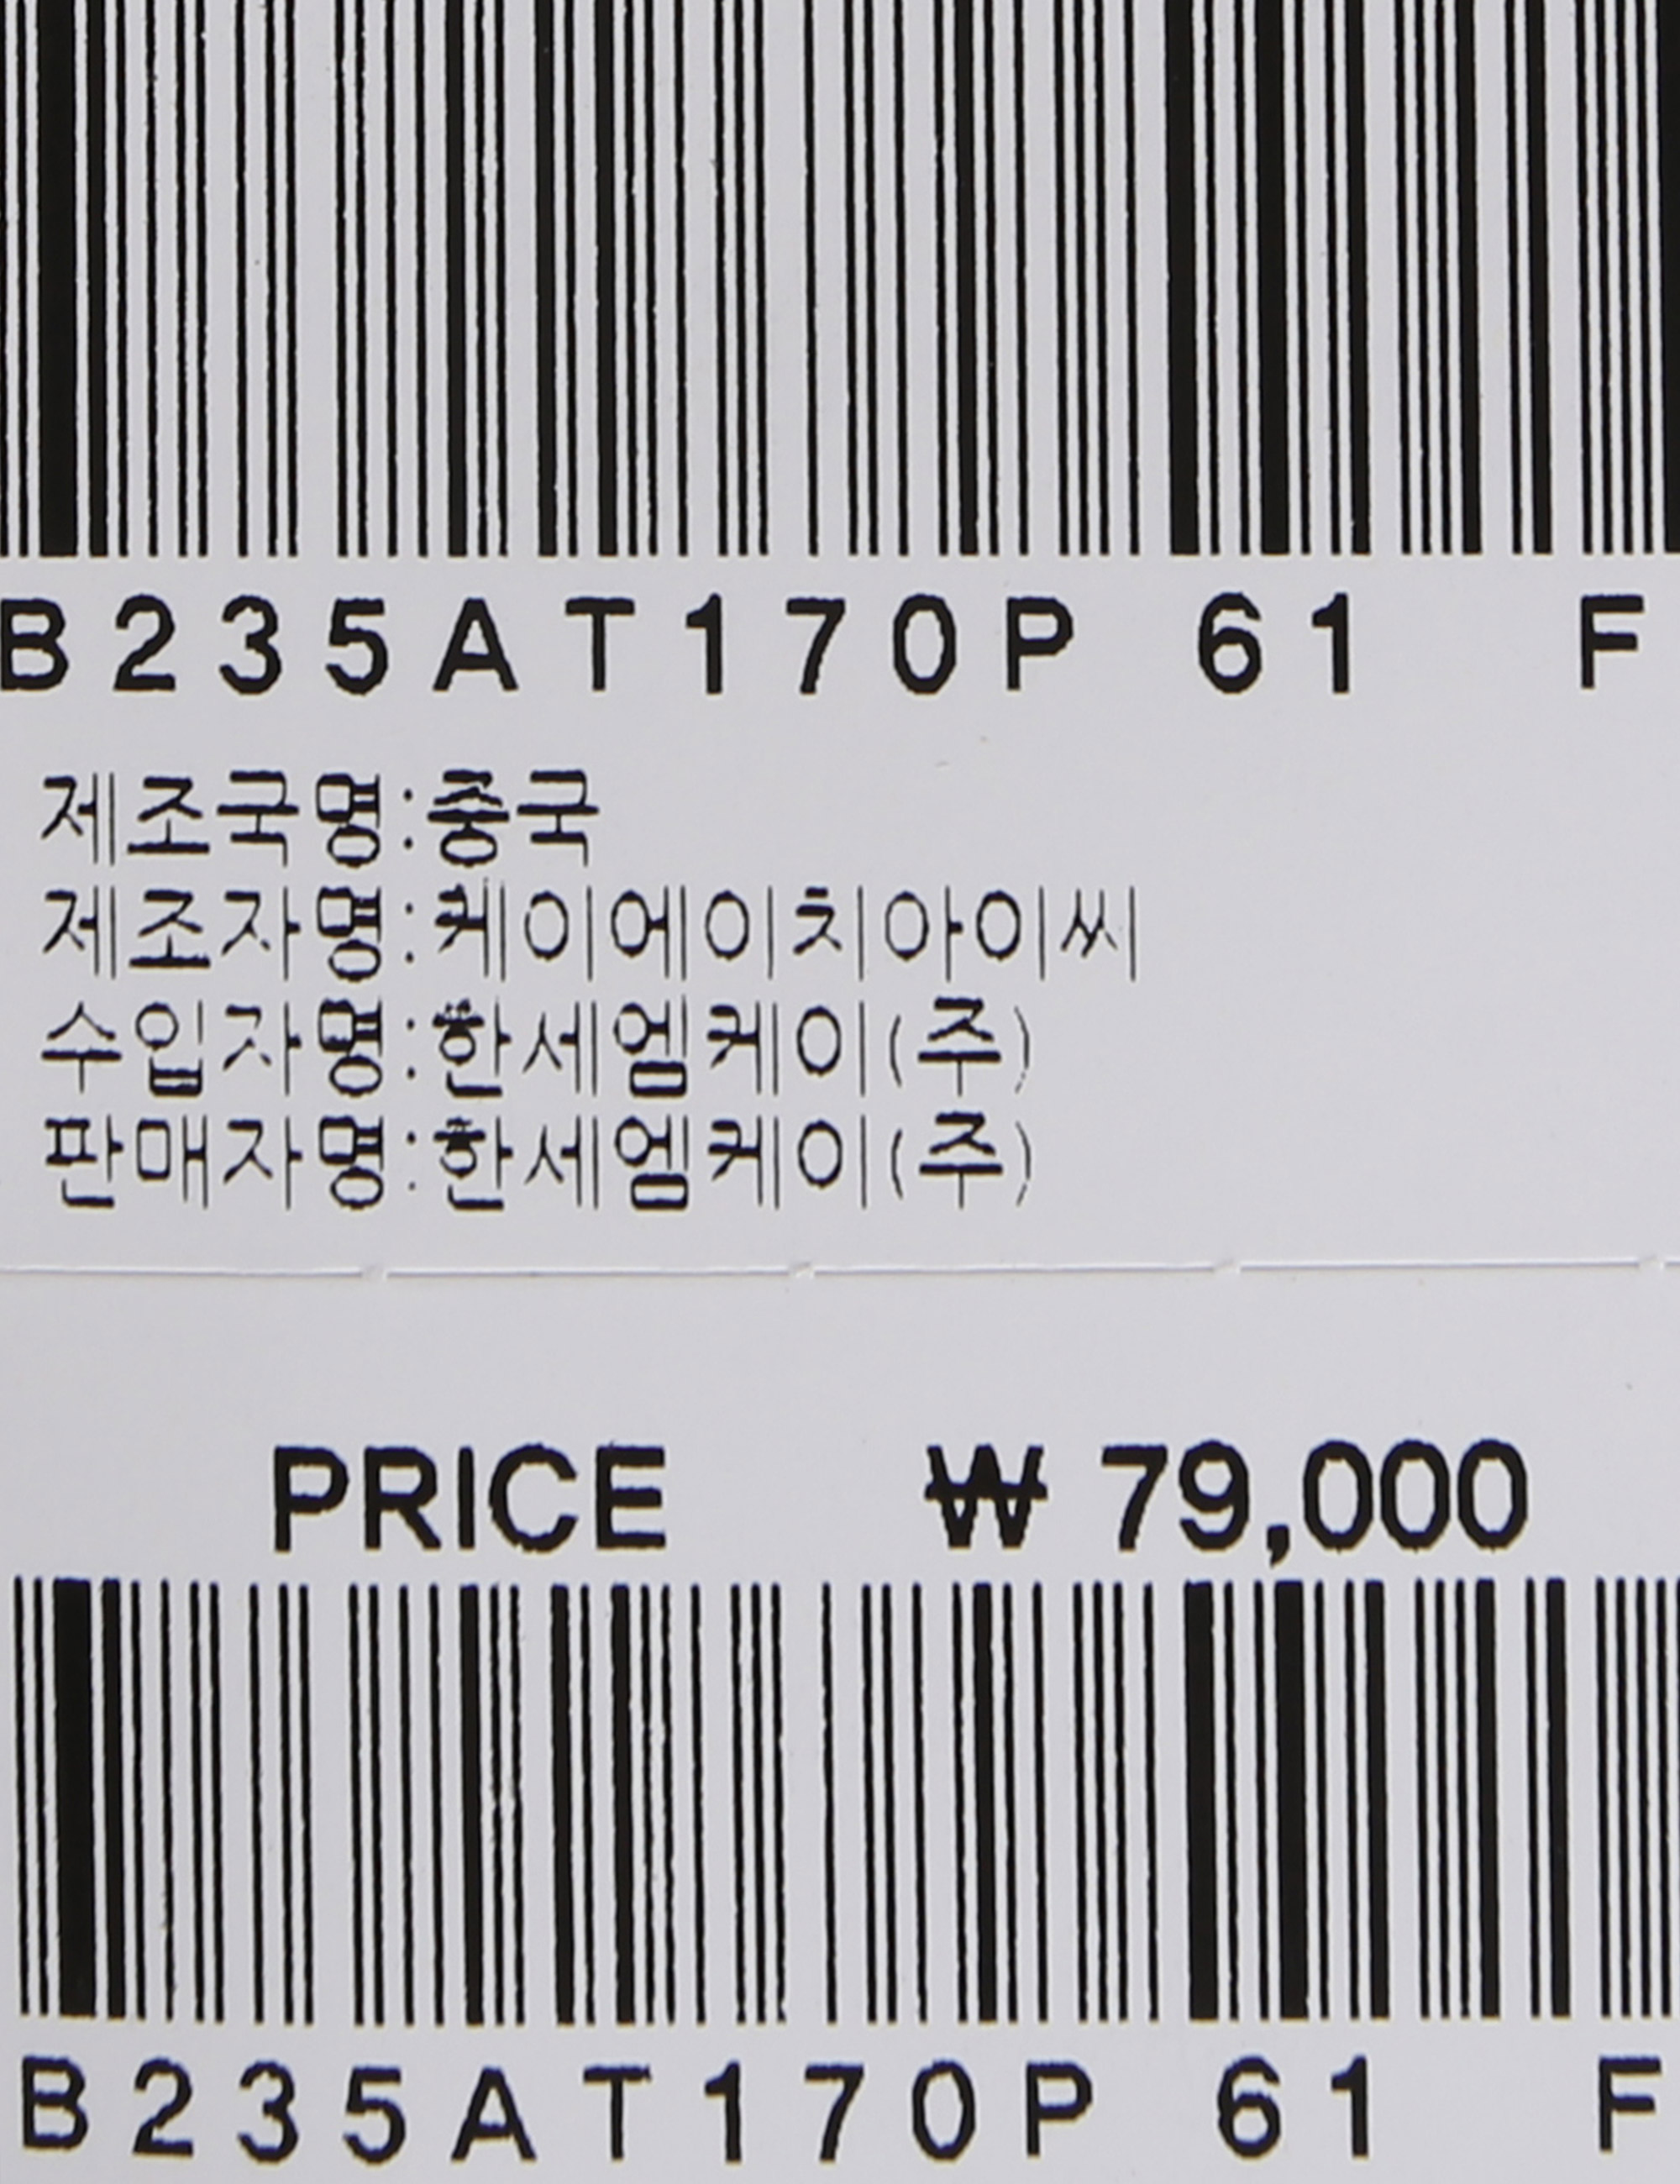 B235AT170P 61 F
제조국명:중국
제조자명:케이에이치아이씨
수입자명:한세엠케이(주)
판매자명:한세엠케이(주)
PRICE ₩ 79,000
B235AT170P 61 F